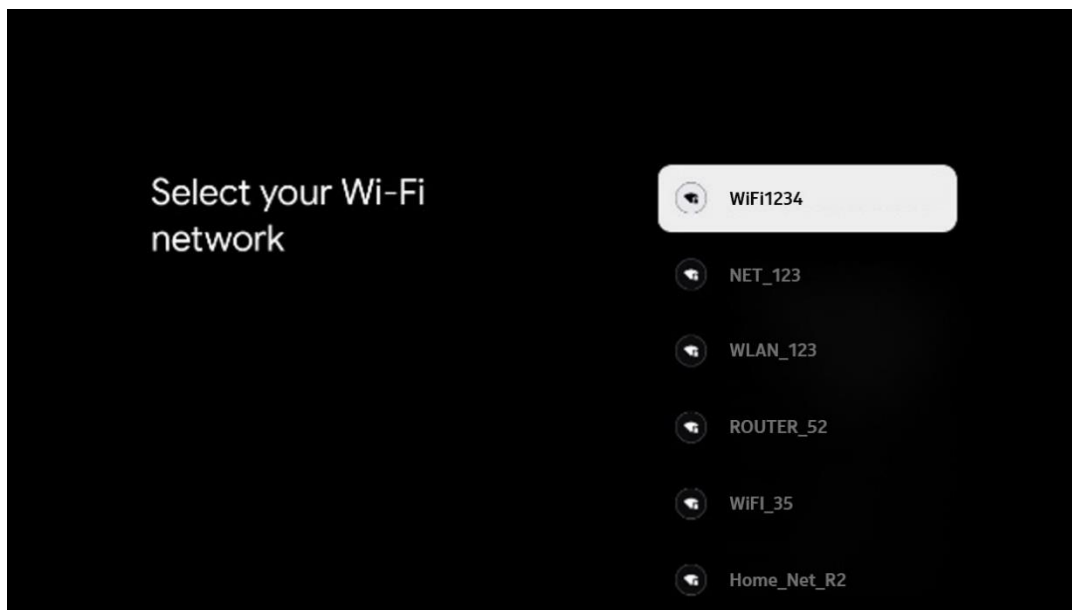 Select your Wi-Fi
network
WiFi1234
NET_123
WLAN_123
ROUTER_52
WiFI_35
Home_Net_R2